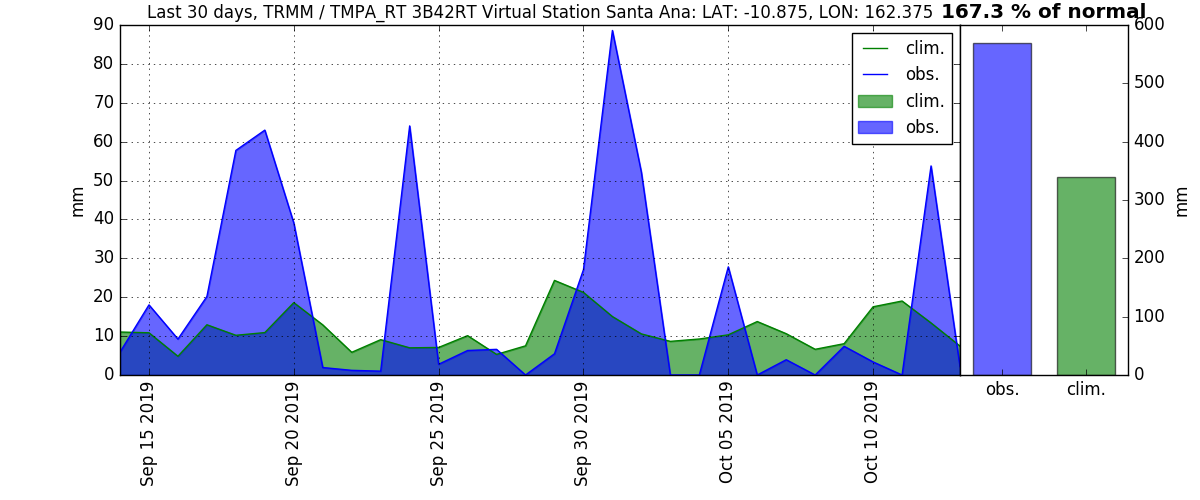 Last 30 days, TRMM / TMPA_RT 3B42RT Virtual Station Santa Ana: LAT: -10.875, LON: 162.375 167.3 % of normal
90
80
70
60
50
40
30
20
10
0
mm
clim.
obs.
clim.
obs.
600
500
400
300
200
100
0
mm
Sep 15 2019
Sep 20 2019
Sep 25 2019
Sep 30 2019
Oct 05 2019
Oct 10 2019
obs.
clim.